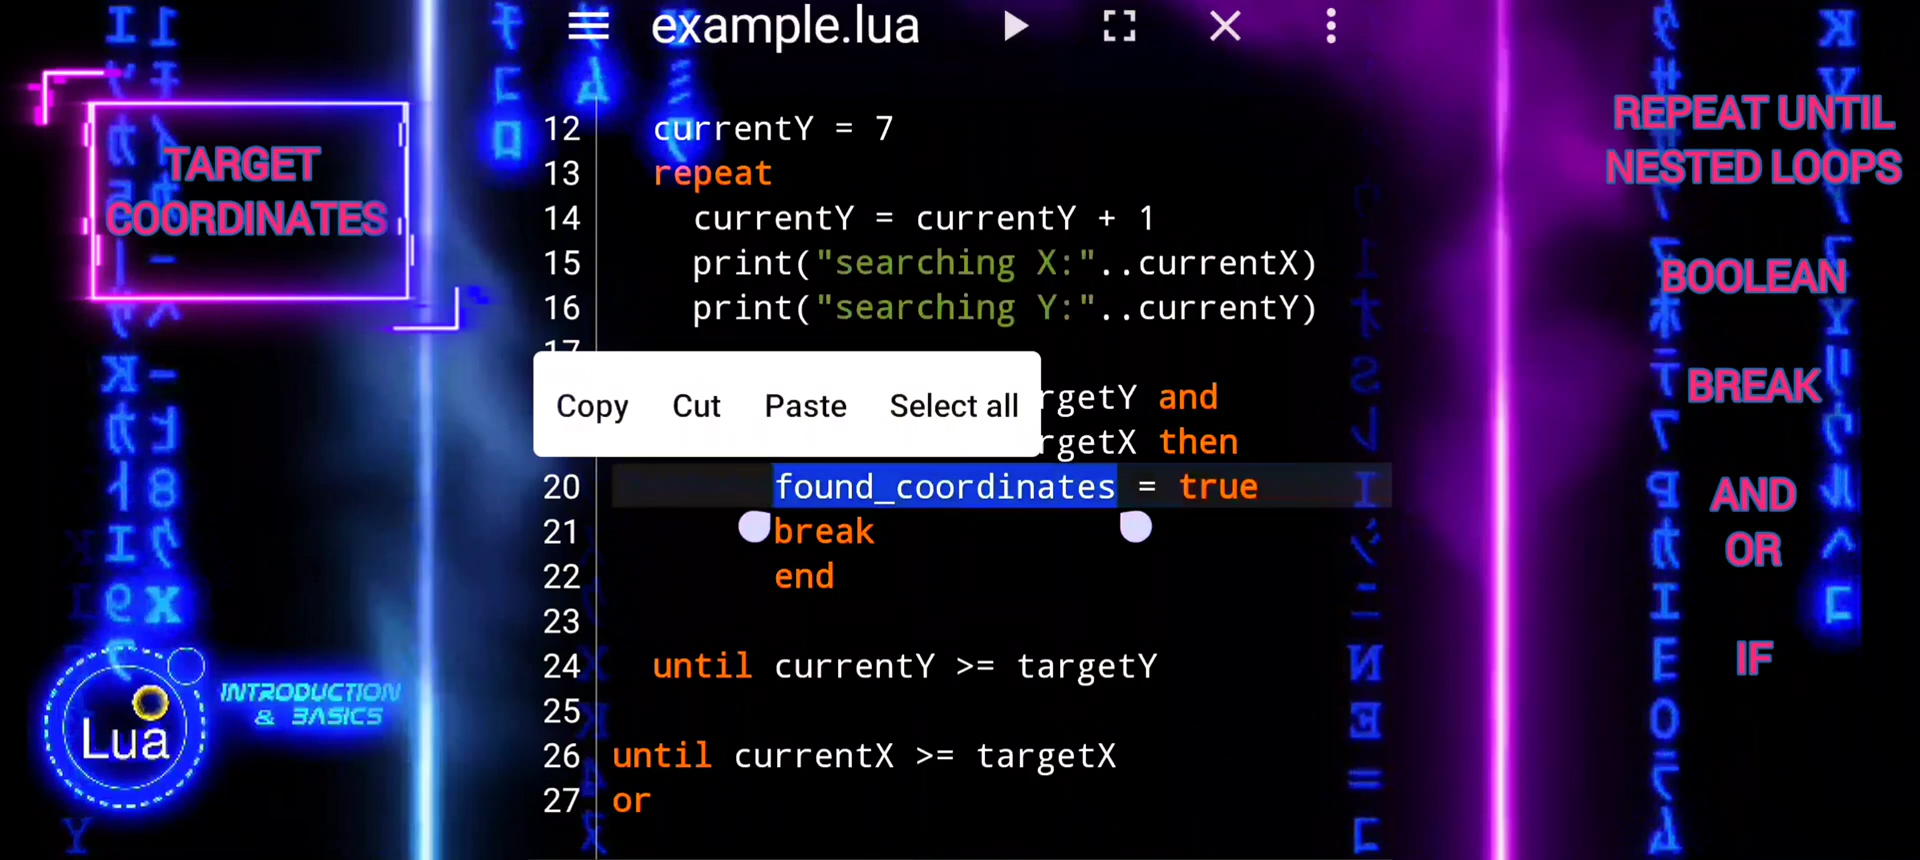 TARGET
COORDINATES
Lua
INTRODUCTION
& BASICS
example.lua
12 currentY = 7
13 repeat
14 currentY = currentY + 1
15 print("searching X:"..currentX)
16 print("searching Y:"..currentY)
17
rgetY and
rgetX then
Copy Cut Paste Select all
20 found_coordinates = true
21 break
22 end
23
24 until currentY >= targetY
25
26 until currentX >= targetX
27 or
REPEAT UNTIL
NESTED LOOPS
BOOLEAN
BREAK
AND
OR
IF